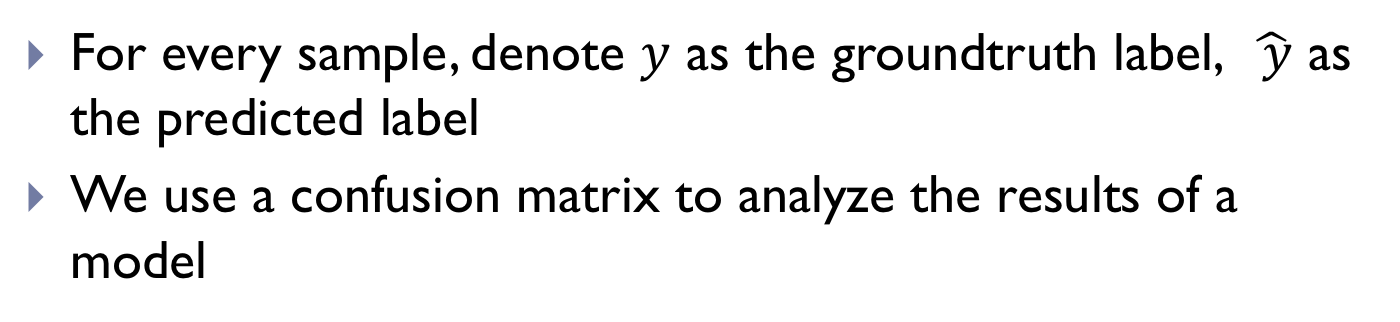 For every sample, denote y as the groundtruth label, ŷ as
the predicted label
We use a confusion matrix to analyze the results of a
model